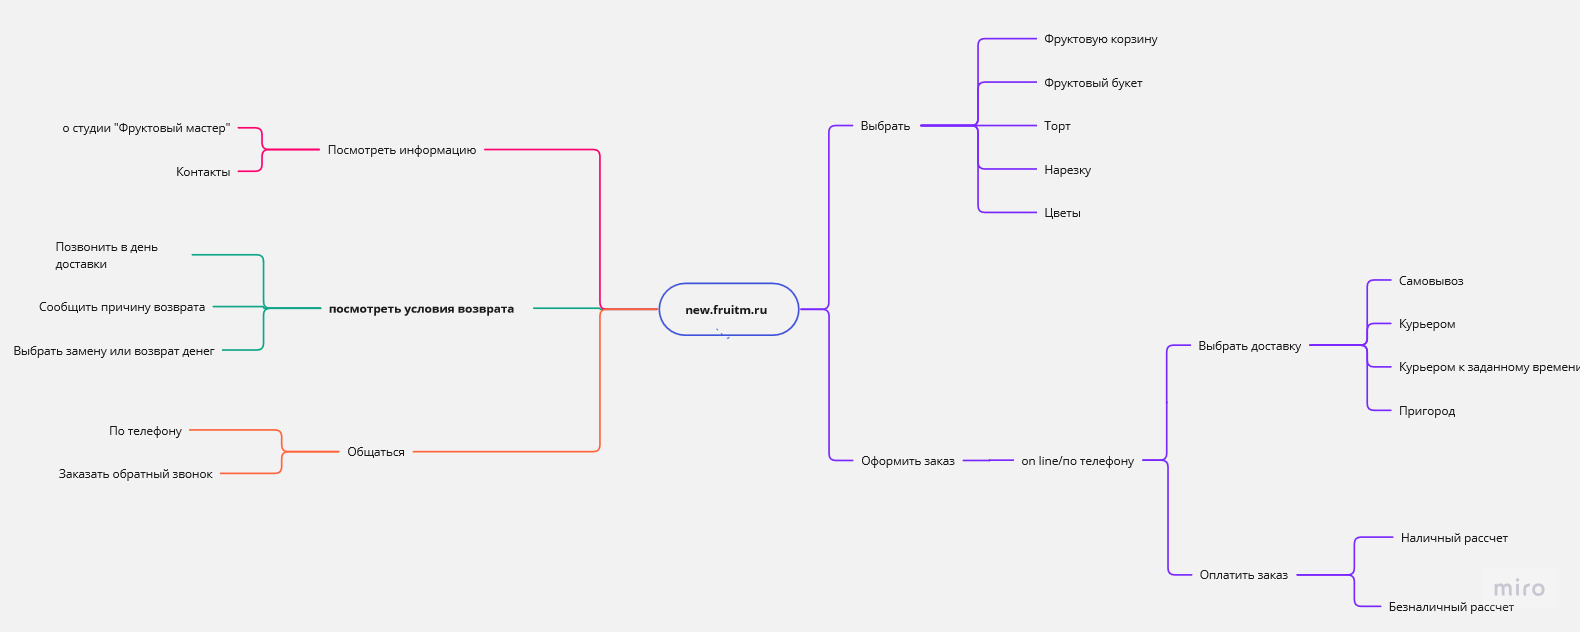 о студии "Фруктовый мастер"
Контакты
Посмотреть информацию
Позвонить в день
доставки
Сообщить причину возврата
Выбрать замену или возврат денег
посмотреть условия возврата
По телефону
Заказать обратный звонок
Общаться
new.fruitm.ru
Выбрать
Фруктовую корзину
Фруктовый букет
Торт
Нарезку
Цветы
Оформить заказ
on line/по телефону
Выбрать доставку
Самовывоз
Курьером
Курьером к заданному времени
Пригород
Оплатить заказ
Наличный рассчет
Безналичный рассчет
miro